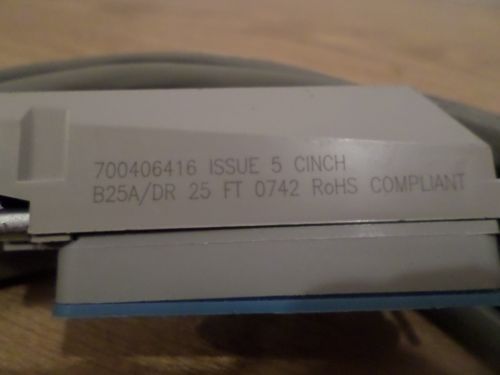 700406416 ISSUE 5 CINCH
B25A/DR 25 FT 0742 RoHS COMPLIANT